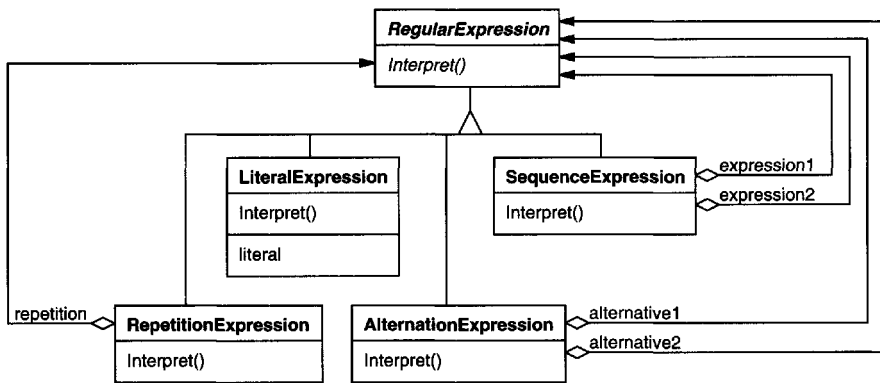 RegularExpression
Interpret()
LiteralExpression
Interpret()
literal
SequenceExpression
Interpret()
expression1
expression2
repetition
RepetitionExpression
Interpret()
AlternationExpression
Interpret()
alternative1
alternative2